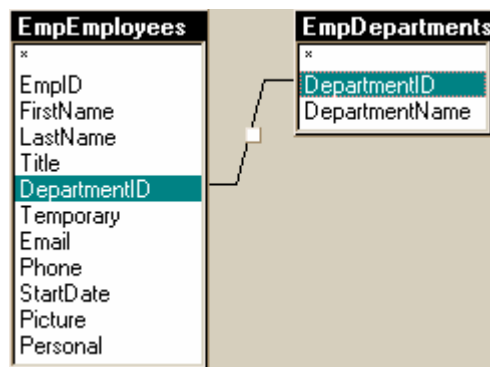 EmpEmployees
*
EmpID
FirstName
LastName
Title
DepartmentID
Temporary
Email
Phone
StartDate
Picture
Personal
EmpDepartments
*
DepartmentID
DepartmentName